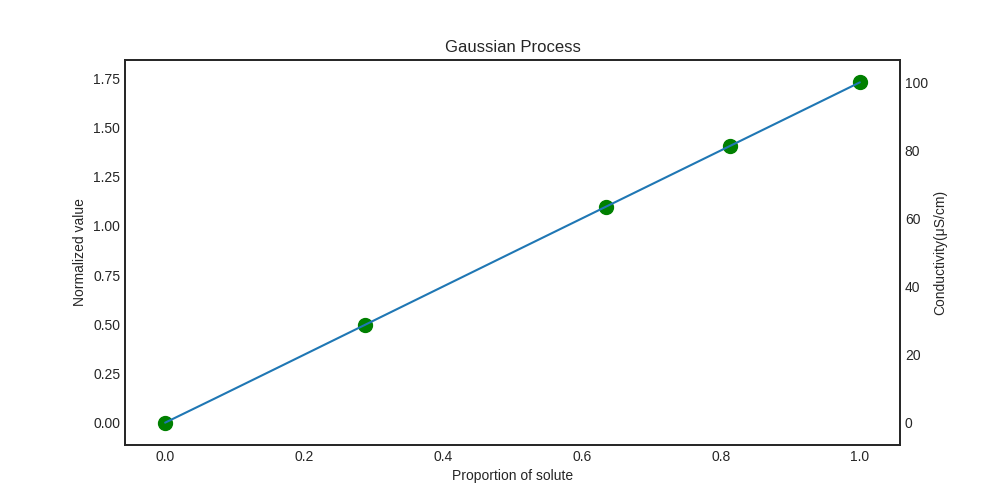 Gaussian Process
1.75
1.50
1.25
1.00
0.75
0.50
0.25
0.00
Normalized value
100
80
60
40
20
0
Conductivity(μS/cm)
0.0 0.2 0.4 0.6 0.8 1.0
Proportion of solute